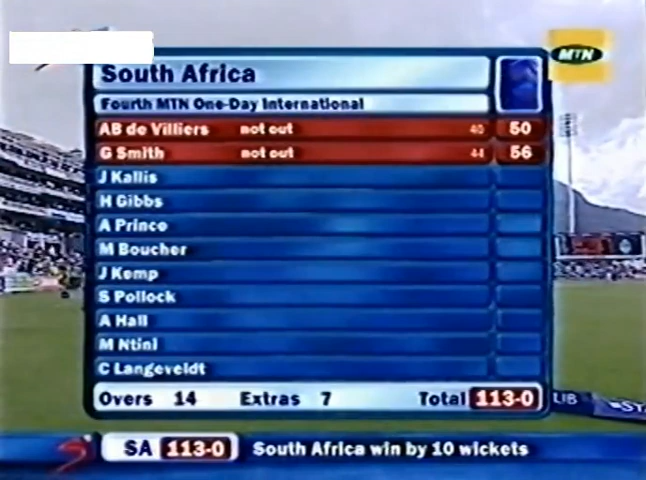 MTN
South Africa
Fourth MTN One-Day International
AB de Villiers not out 40 50
G Smith not out 44 56
J Kallis
H Gibbs
A Prince
M Boucher
J Kemp
S Pollock
A Hall
M Ntini
C Langeveldt
Overs 14 Extras 7 Total 113-0
LIB
SA 113-0 South Africa win by 10 wickets